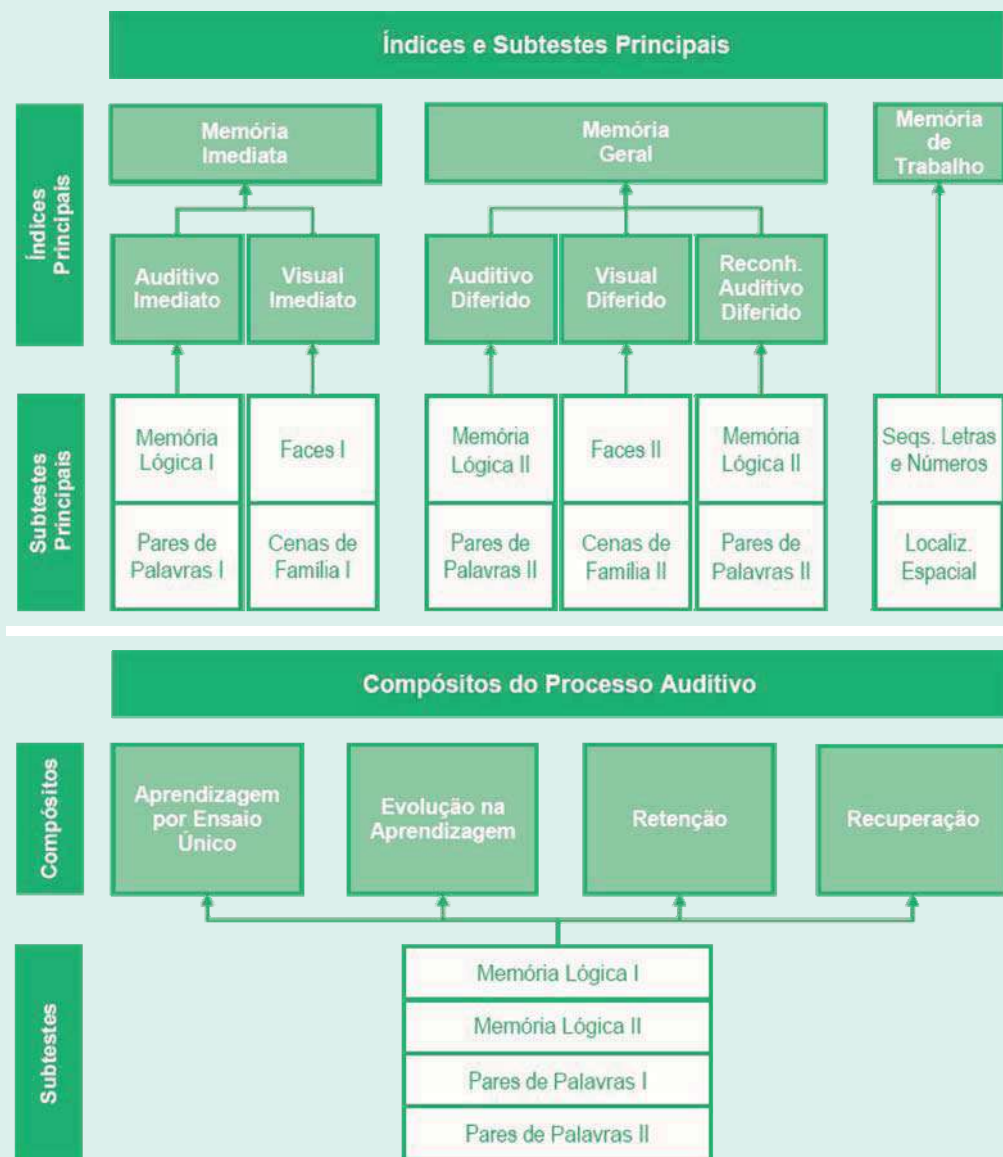 Índices e Subtestes Principais
Índices
Principais
Memória
Imediata
Memória
Geral
Memória
de
Trabalho
Auditivo
Imediato
Visual
Imediato
Auditivo
Diferido
Visual
Diferido
Reconh.
Auditivo
Diferido
Subtestes
Principais
Memória
Lógica I
Faces I
Memória
Lógica II
Faces II
Memória
Lógica II
Seqs. Letras
e Números
Pares de
Palavras I
Cenas de
Família I
Pares de
Palavras II
Cenas de
Família II
Pares de
Palavras II
Localiz.
Espacial
Compósitos do Processo Auditivo
Compósitos
Aprendizagem
por Ensaio
Único
Evolução na
Aprendizagem
Retenção
Recuperação
Subtestes
Memória Lógica I
Memória Lógica II
Pares de Palavras I
Pares de Palavras II